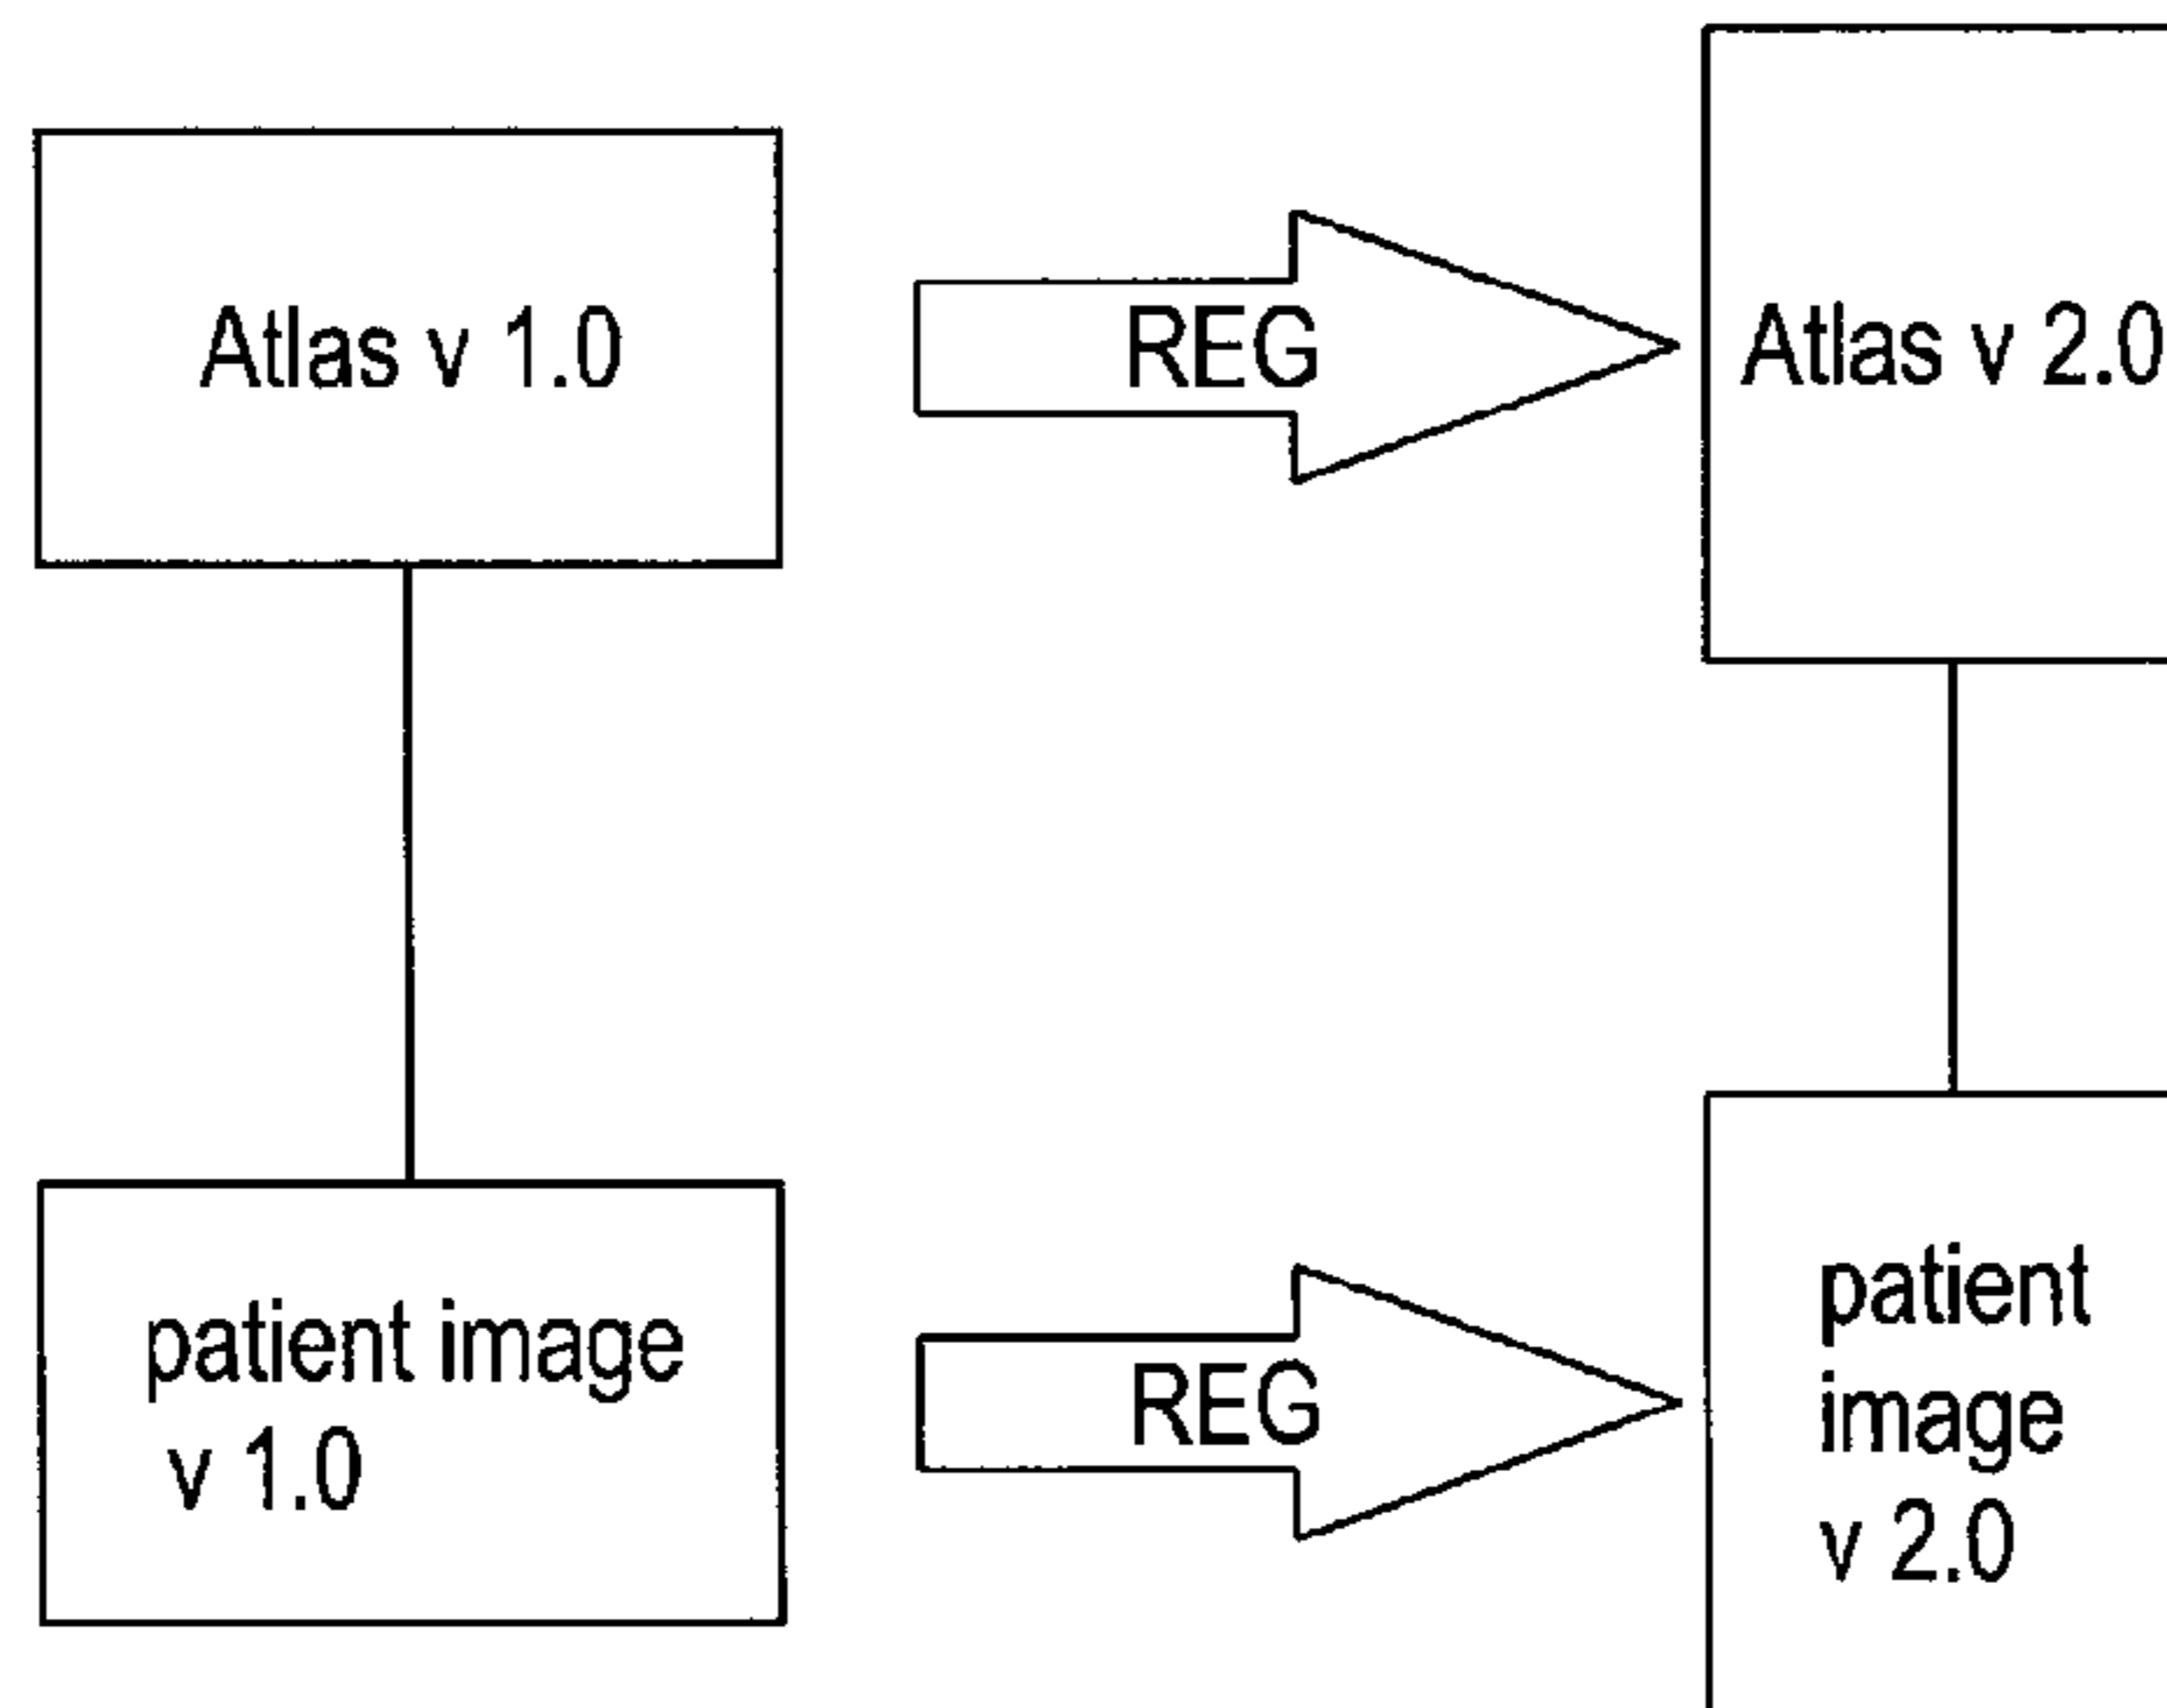 Atlas v 1.0
REG
Atlas v 2.0
patient image
v 1.0
REG
patient
image
v 2.0